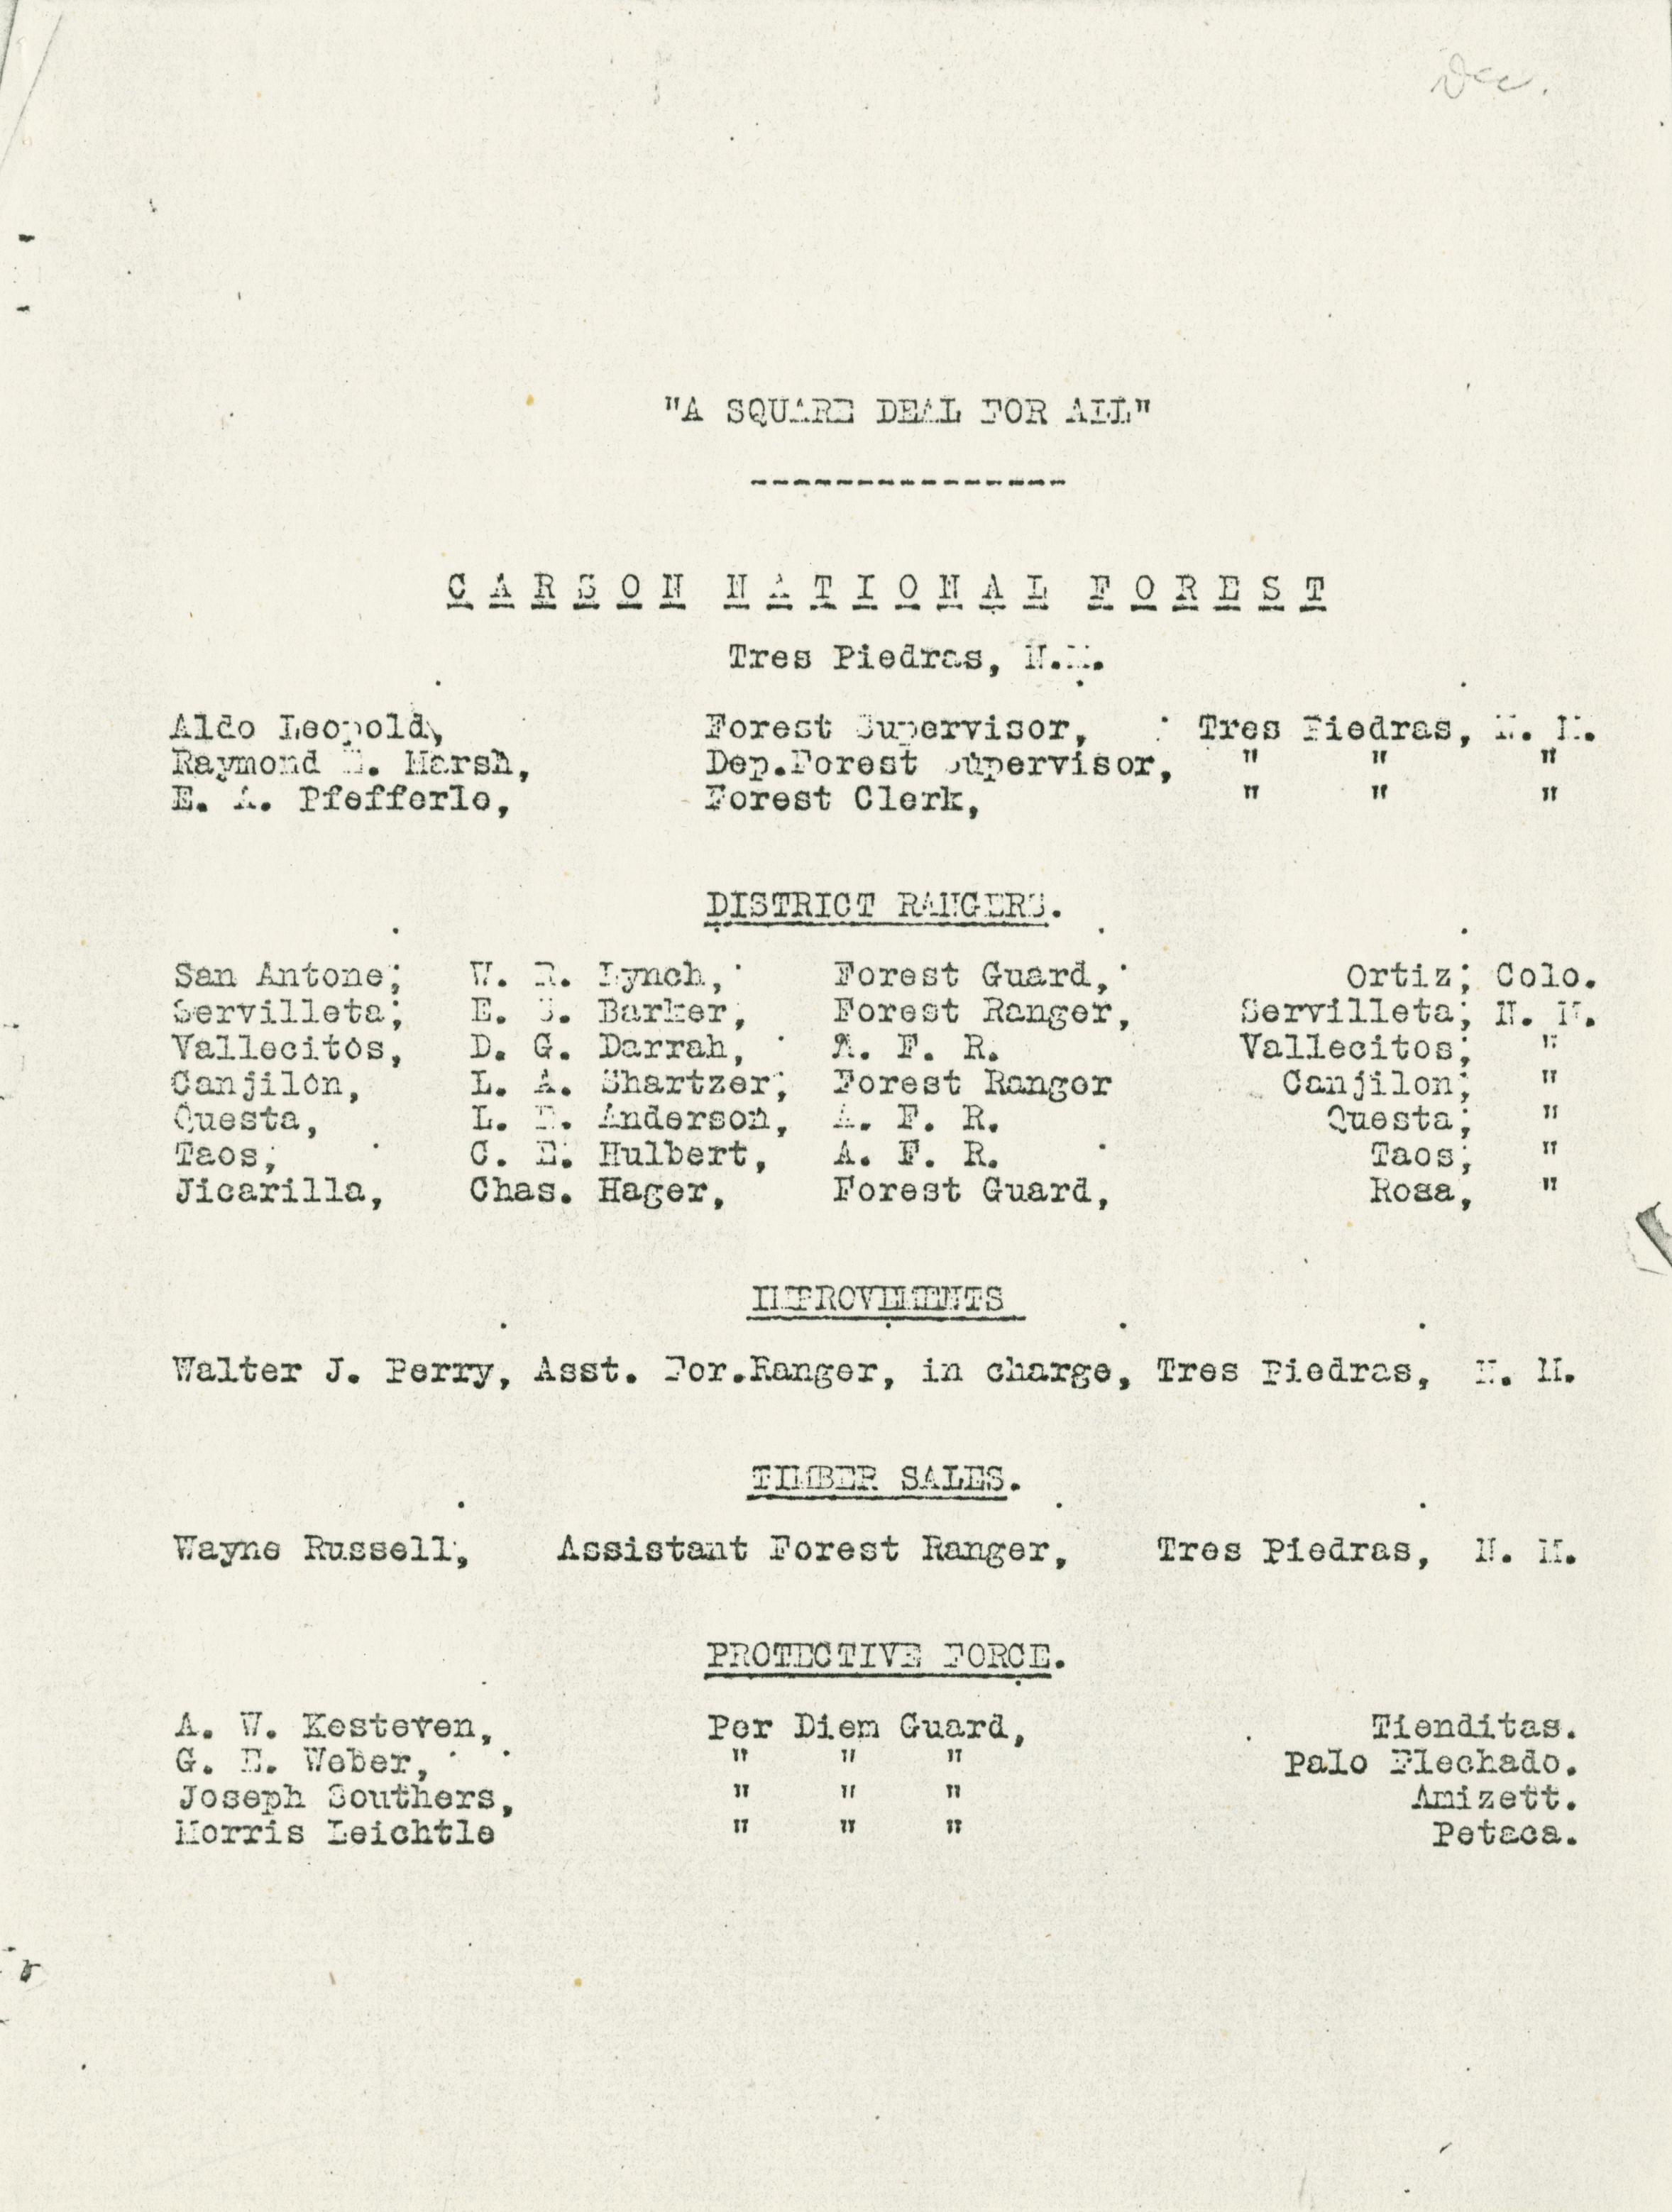 Dec.
"A SQUARE DEAL FOR ALL"
----------------
CARSON NATIONAL FOREST
Tres Piedras, N.M.
Aldo Leopold, Forest Supervisor, Tres Piedras, N. M.
Raymond E. Marsh, Dep.Forest Supervisor, " " "
E. A. Pfefferle, Forest Clerk, " " "
DISTRICT RANGERS.
San Antone, W. R. Lynch, Forest Guard, Ortiz, Colo.
Servilleta, E. S. Barker, Forest Ranger, Servilleta, N. M.
Vallecitos, D. G. Darrah, A. F. R. Vallecitos, "
Canjilon, L. A. Shartzer, Forest Ranger Canjilon, "
Questa, L. Anderson, A. F. R. Questa, "
Taos, C. E. Hulbert, A. F. R. Taos, "
Jicarilla, Chas. Hager, Forest Guard, Rosa, "
IMPROVEMENTS
Walter J. Perry, Asst. For.Ranger, in charge, Tres Piedras, N. M.
TIMBER SALES.
Wayne Russell, Assistant Forest Ranger, Tres Piedras, N. M.
PROTECTIVE FORCE.
A. W. Kesteven, Per Diem Guard, Tienditas.
G. E. Weber, " " " Palo Flechado.
Joseph Southers, " " " Amizett.
Morris Leichtle " " " Petaca.